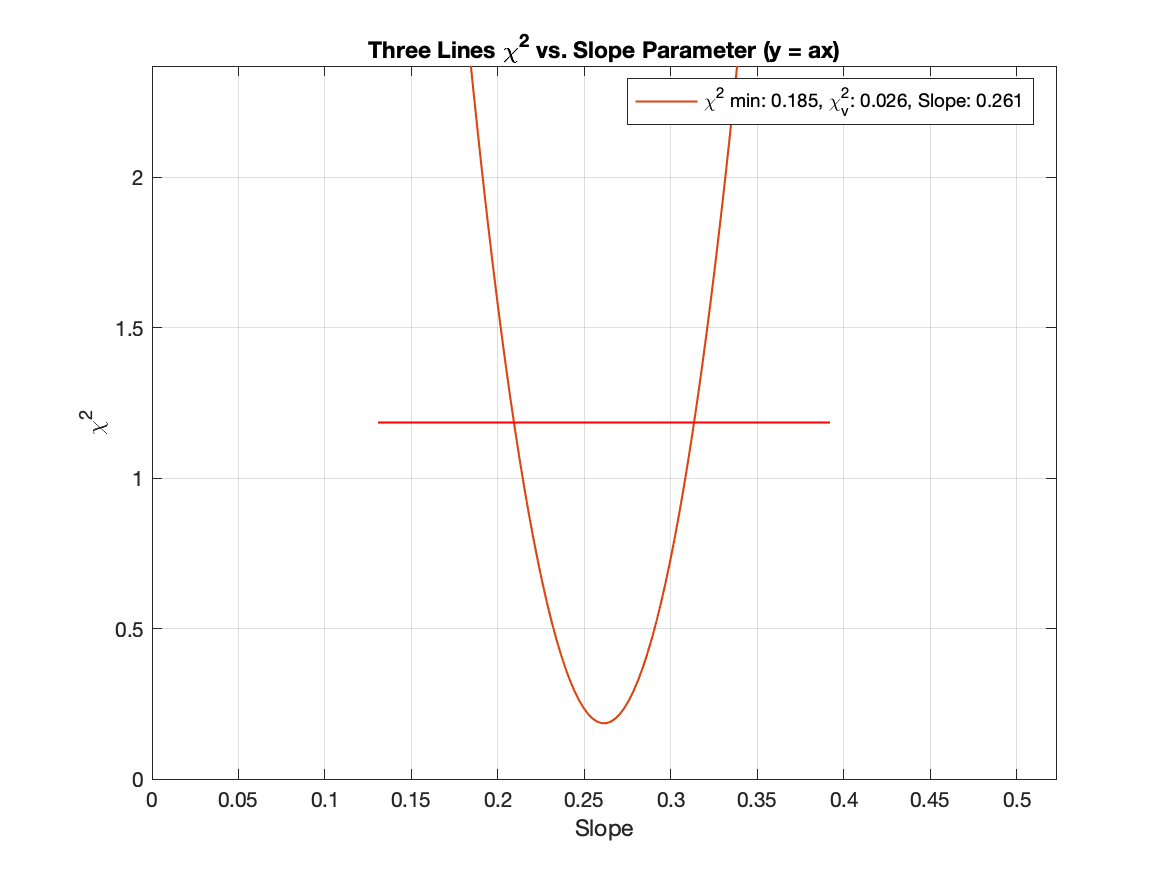 Three Lines χ² vs. Slope Parameter (y = ax)
χ² min: 0.185, χ²ᵥ: 0.026, Slope: 0.261
2
1.5
1
0.5
0
χ²
0 0.05 0.1 0.15 0.2 0.25 0.3 0.35 0.4 0.45 0.5
Slope